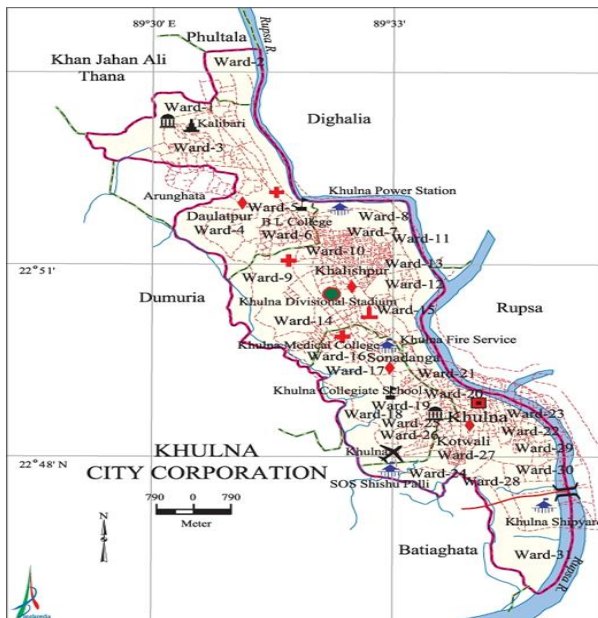 89°30′ E
89°33′
Rupsa R.
Phultala
Khan Jahan Ali
Thana
Ward-2
Ward-1
Kalibari
Dighalia
Ward-3
Arunghata
Khulna Power Station
Ward-5
Daulatpur
B L College
Ward-8
Ward-4
Ward-6
Ward-7
Ward-11
Ward-10
22°51
Ward-9
Khalishpur
Ward-13
Ward-12
Dumuria
Khulna Divisional Stadium
Rupsa
Ward-14
Ward-15
Khulna Medical College
Khulna Fire Service
Ward-16
Sonadanga
Ward-17
Ward-21
Khulna Collegiate School
Ward-20
Ward-19
Ward-18
Khulna
Ward-23
Ward-25
Ward-22
Ward-26
Kotwali
Ward-29
KHULNA
CITY CORPORATION
Khulna
Ward-27
22°48′ N
Ward-24
Ward-30
SOS Shishu Palli
Ward-28
790 0 790
Meter
Khulna Shipyard
N
Batiaghata
Ward-31
Rupsa R.